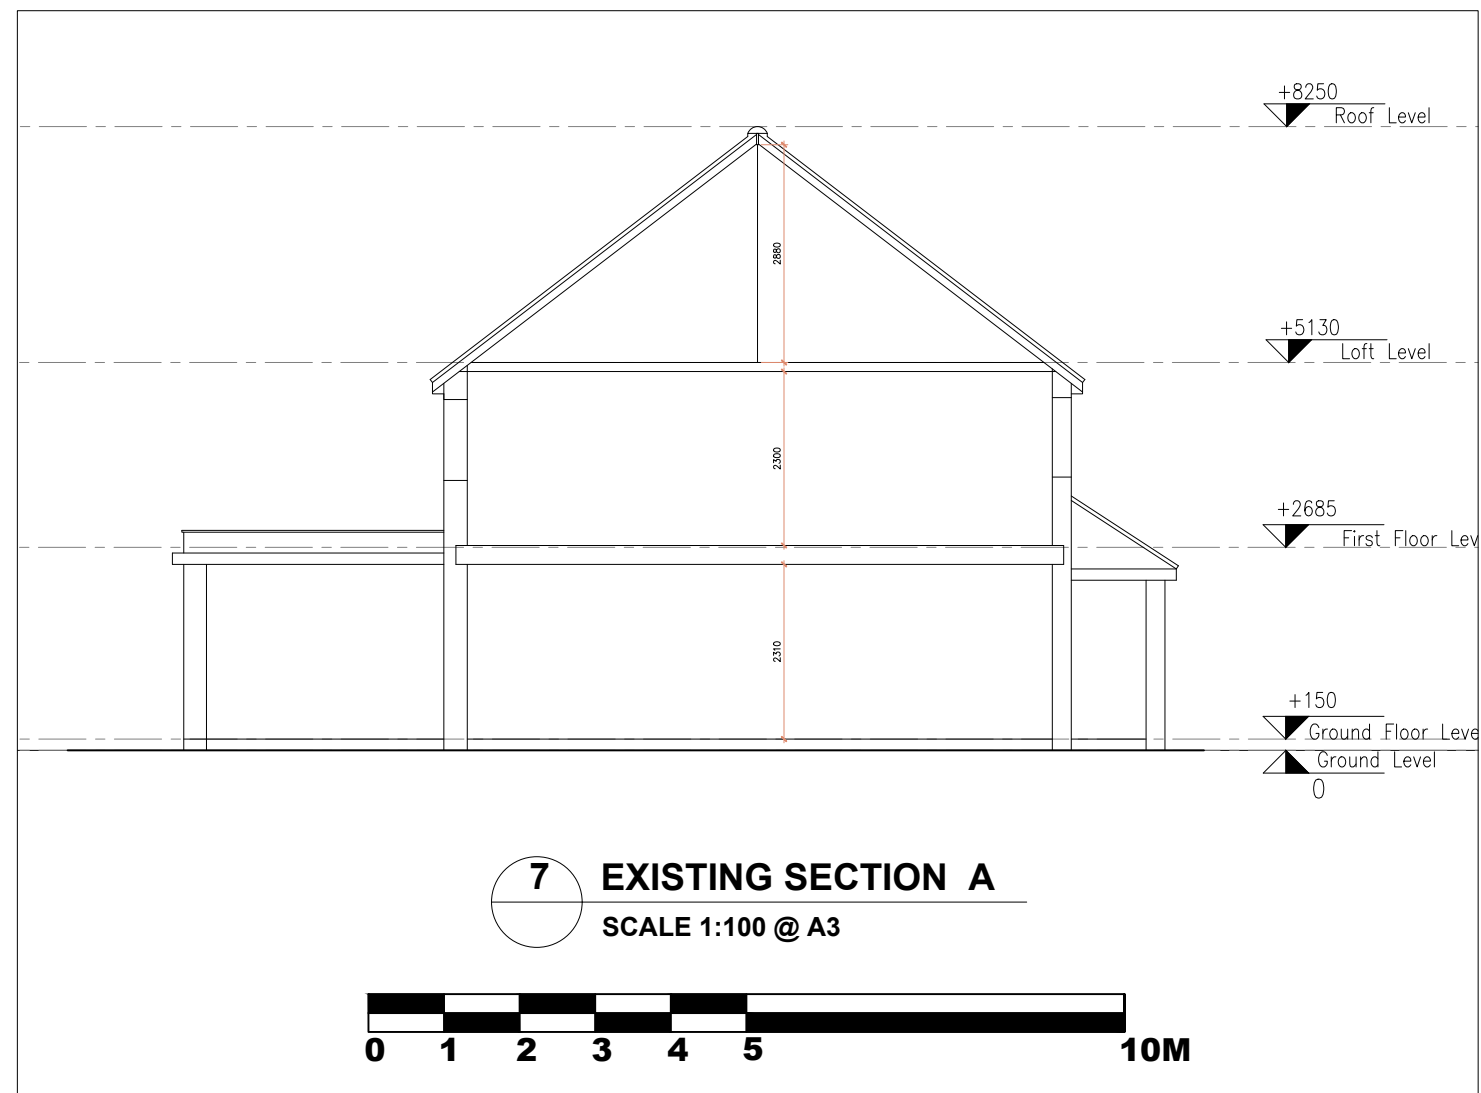 +8250
Roof Level
2880
+5130
Loft Level
2300
+2685
First Floor Lev
2310
+150
Ground Floor Leve
Ground Level
0
7 EXISTING SECTION A
SCALE 1:100 @ A3
0 1 2 3 4 5 10M